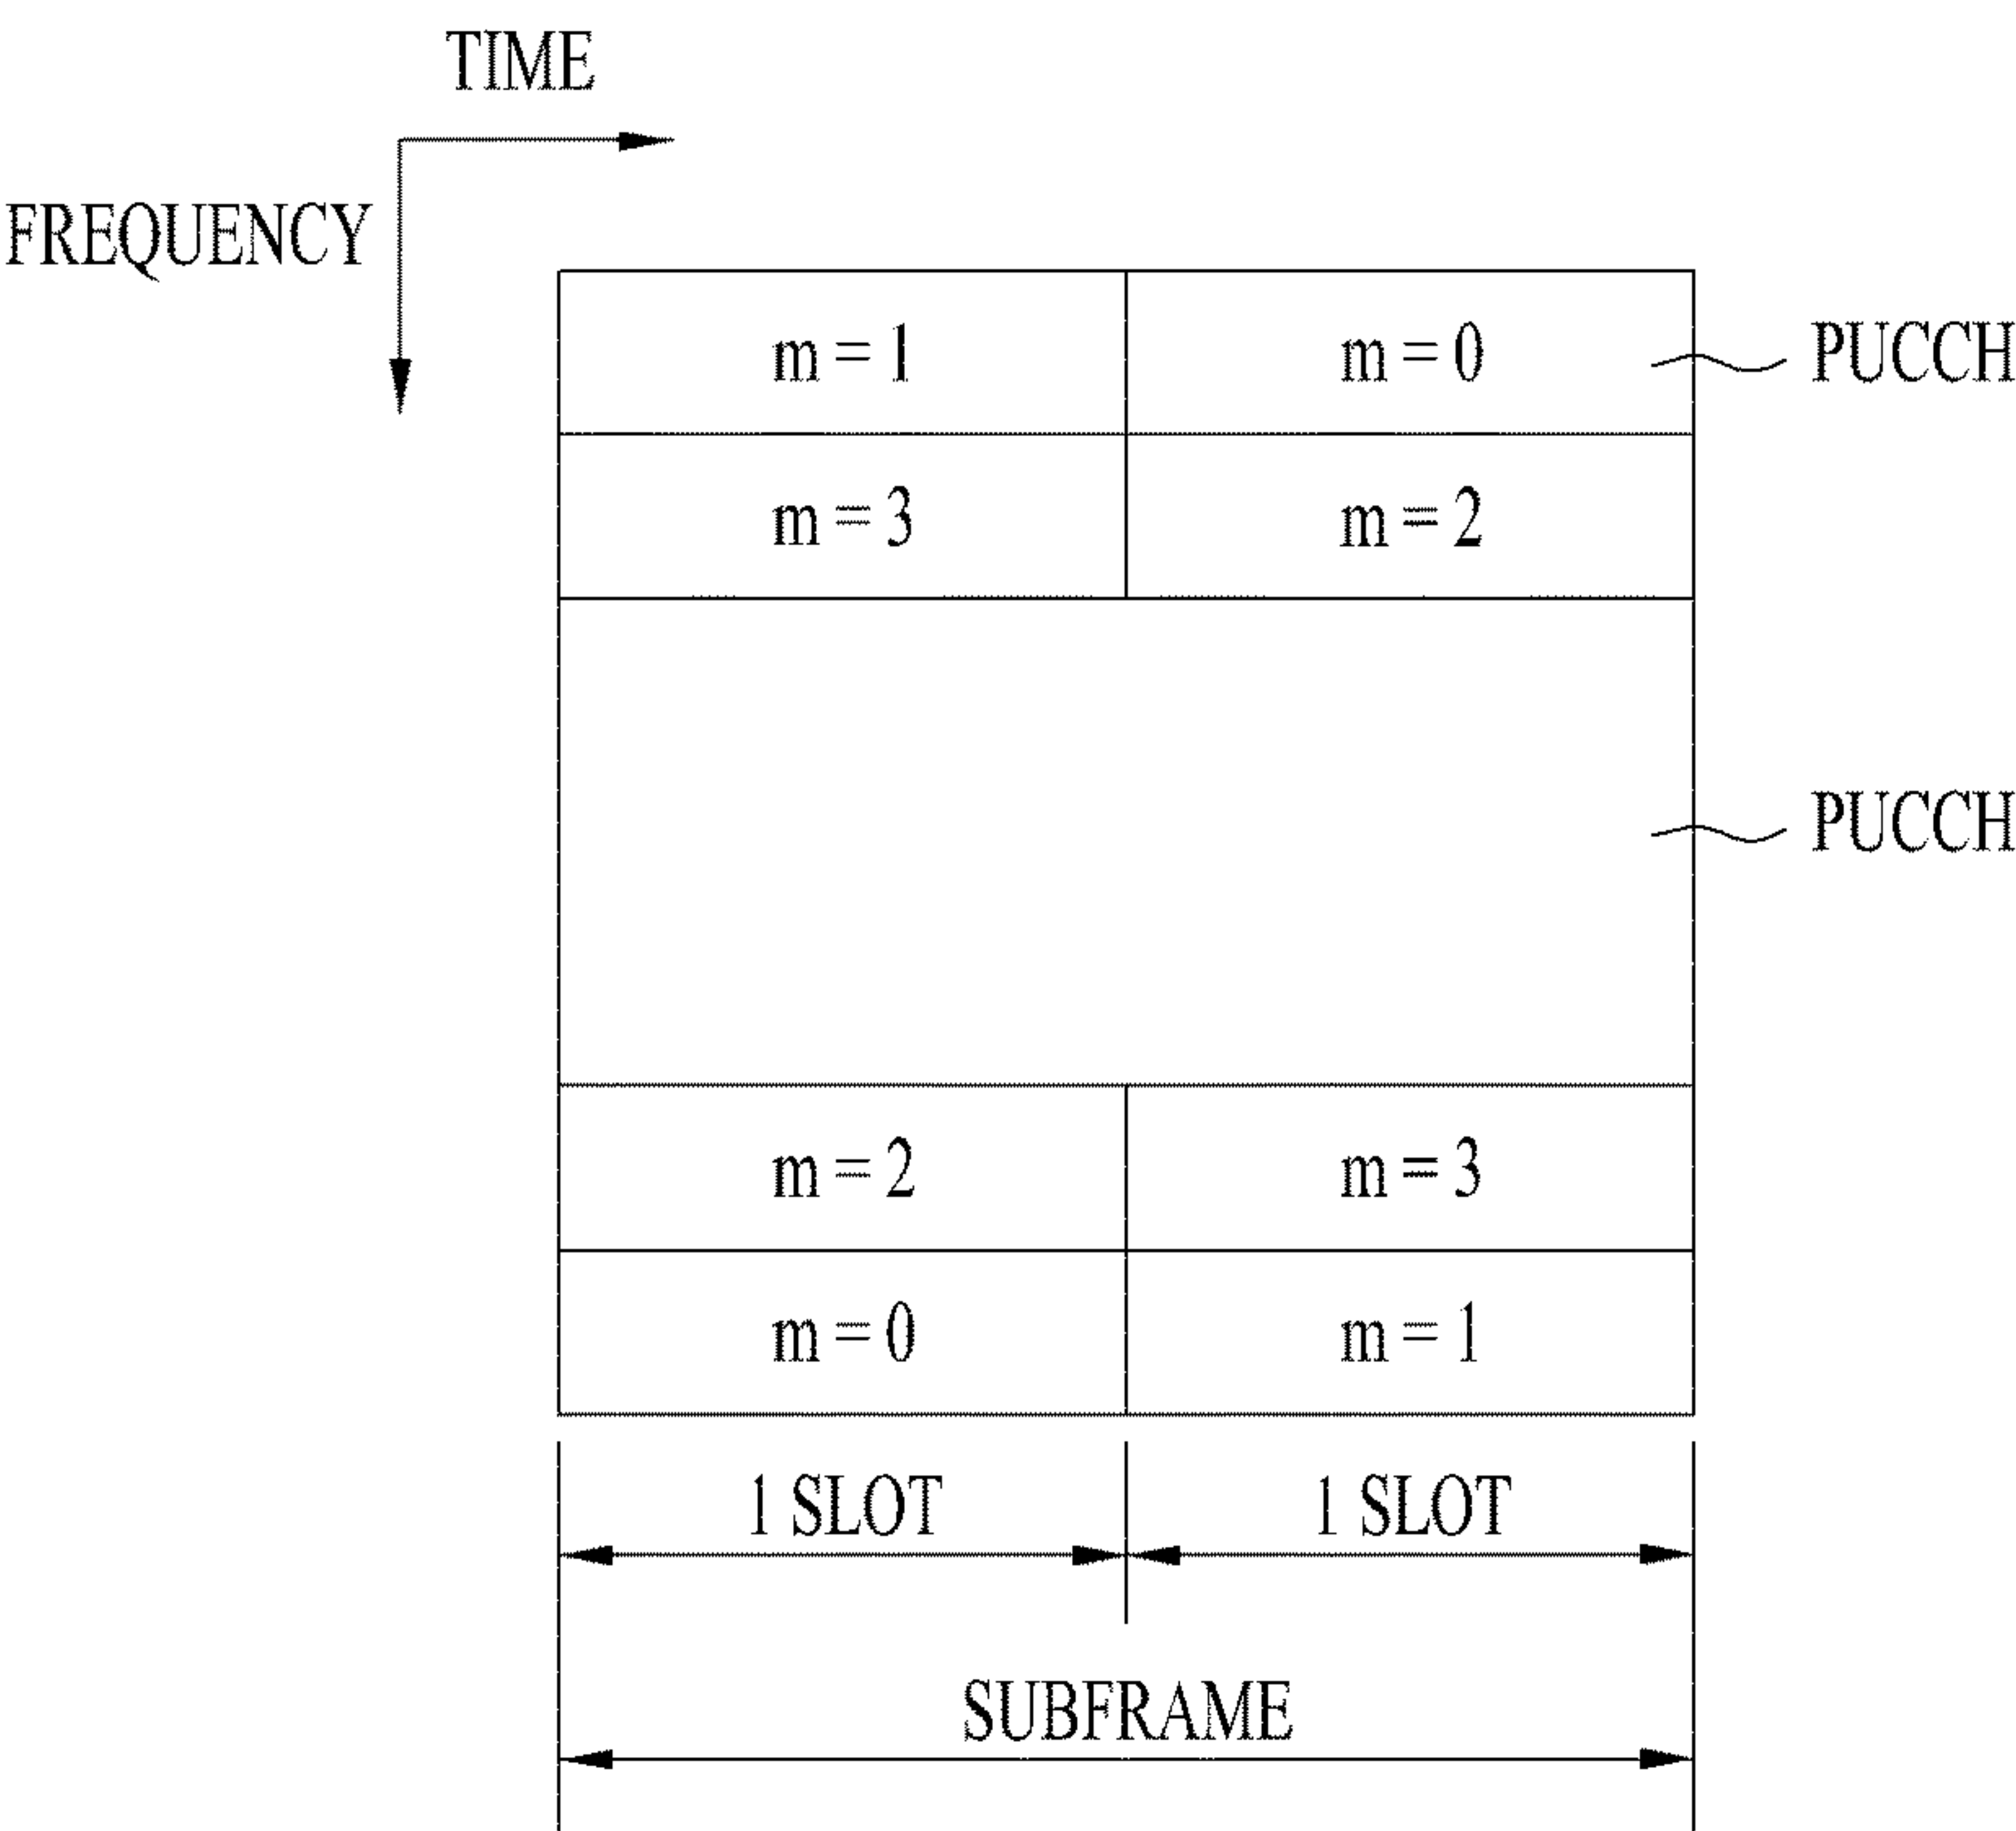 TIME
FREQUENCY
m = 1 m = 0 PUCCH
m = 3 m = 2
PUCCH
m = 2 m = 3
m = 0 m = 1
1 SLOT 1 SLOT
SUBFRAME